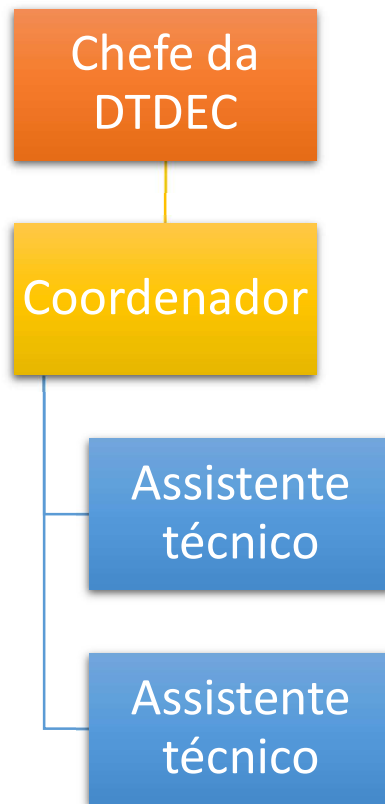 Chefe da
DTDEC
Coordenador
Assistente
técnico
Assistente
técnico